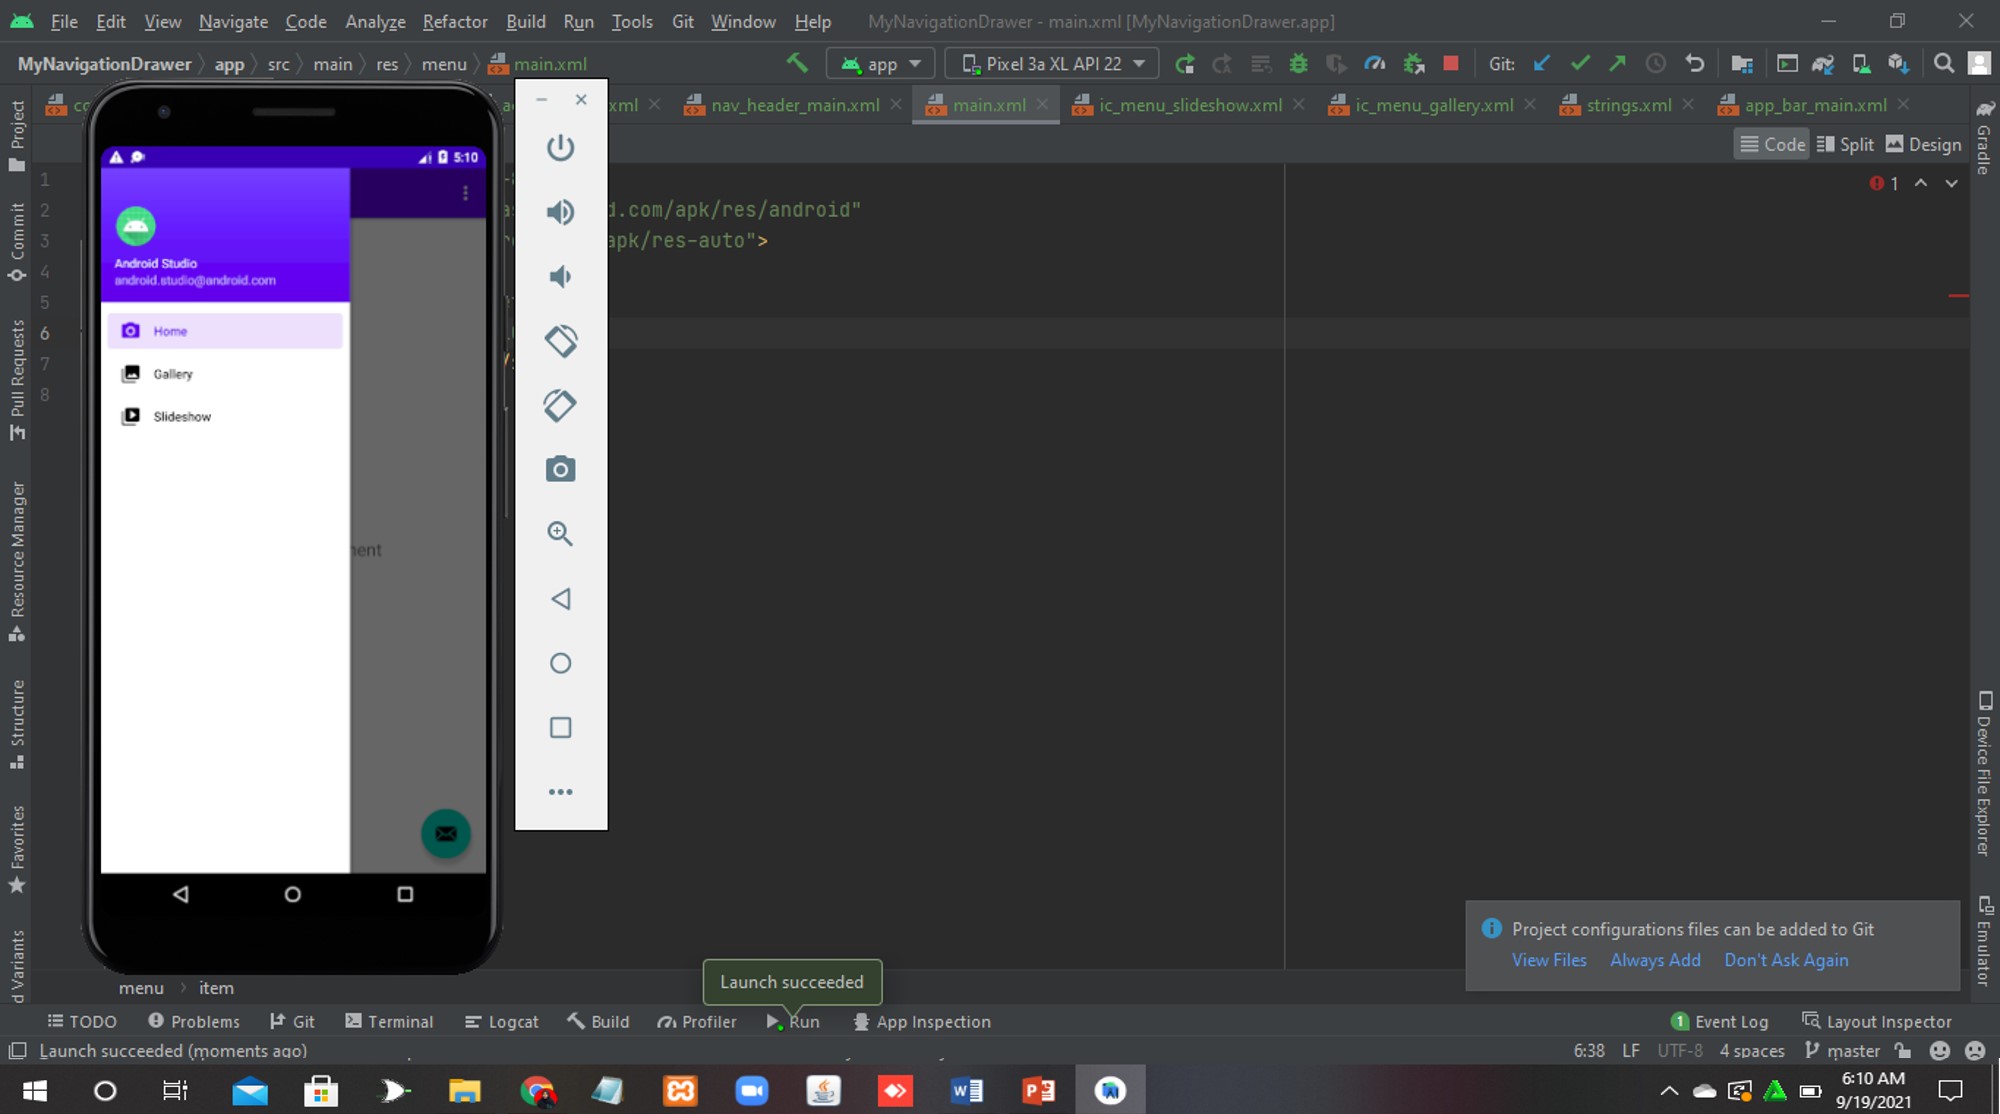 File Edit View Navigate Code Analyze Refactor Build Run Tools Git Window Help MyNavigationDrawer - main.xml [MyNavigationDrawer.app]
MyNavigationDrawer app src main res menu main.xml app Pixel 3a XL API 22 Git:
xml nav_header_main.xml main.xml ic_menu_slideshow.xml ic_menu_gallery.xml strings.xml app_bar_main.xml
Code Split Design
Project
Commit
Pull Requests
Resource Manager
Structure
Favorites
d Variants
1
2
3
4
5
6
7
8
5:10
Android Studio
android.studio@android.com
Home
Gallery
Slideshow
nent
d.com/apk/res/android"
apk/res-auto">
1
Gradle
Device File Explorer
Emulator
Project configurations files can be added to Git
View Files Always Add Don't Ask Again
Launch succeeded
menu item
TODO Problems Git Terminal Logcat Build Profiler Run App Inspection 1 Event Log Layout Inspector
Launch succeeded (moments ago) 6:38 LF UTF-8 4 spaces master
6:10 AM
9/19/2021